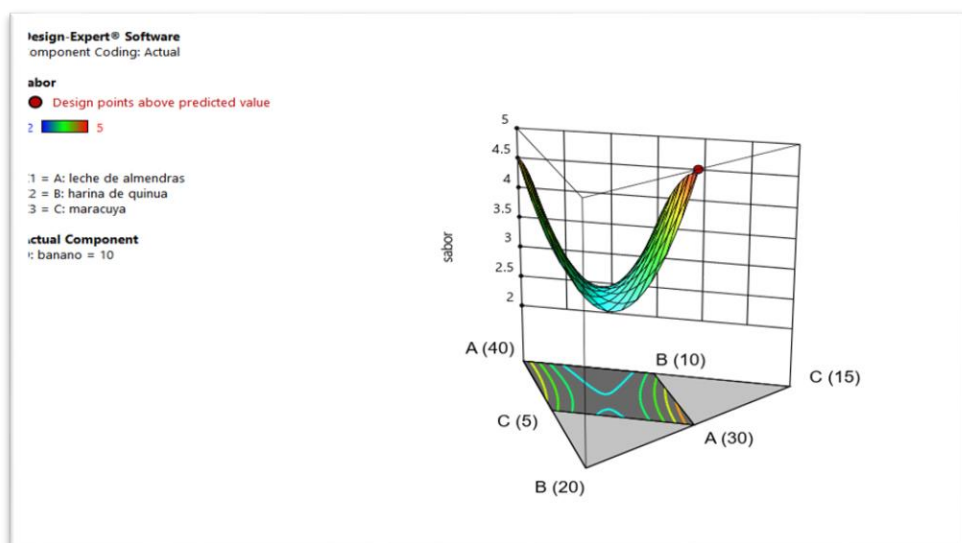 esign-Expert® Software
omponent Coding: Actual
abor
Design points above predicted value
2 5
1 = A: leche de almendras
2 = B: harina de quinua
3 = C: maracuya
ctual Component
: banano = 10
5
4.5
4
3.5
3
2.5
2
sabor
A (40)
B (10)
C (15)
C (5)
A (30)
B (20)